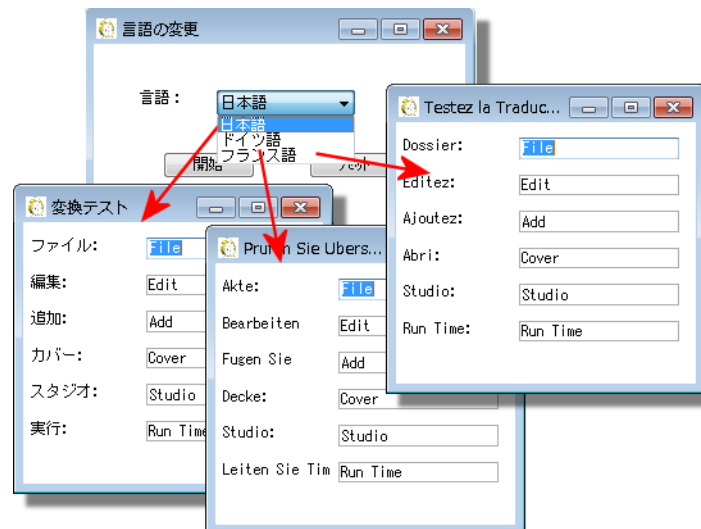 言語の変更
言語：
日本語
日本語
ドイツ語
フランス語
開始
Testez la Traduc...
Dossier:
File
Editez:
Edit
Ajoutez:
Add
Abri:
Cover
Studio:
Studio
Run Time:
Run Time
変換テスト
ファイル:
File
編集:
Edit
追加:
Add
カバー:
Cover
スタジオ:
Studio
実行:
Run Time
Prufen Sie Ubers...
Akte:
File
Bearbeiten
Edit
Fugen Sie
Add
Decke:
Cover
Studio:
Studio
Leiten Sie Tim
Run Time